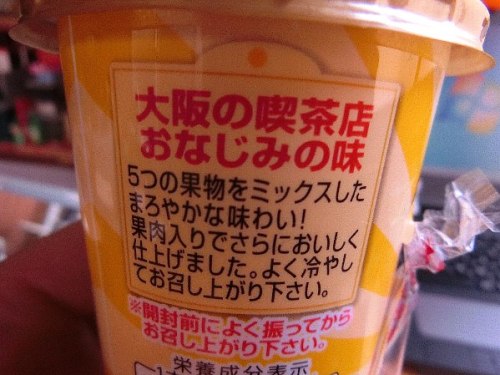 大阪の喫茶店
おなじみの味
5つの果物をミックスした
まろやかな味わい!
果肉入りでさらにおいしく
仕上げました。よく冷やし
てお召し上がり下さい。
※開封前によく振ってから
お召し上がり下さい。
栄養成分表示